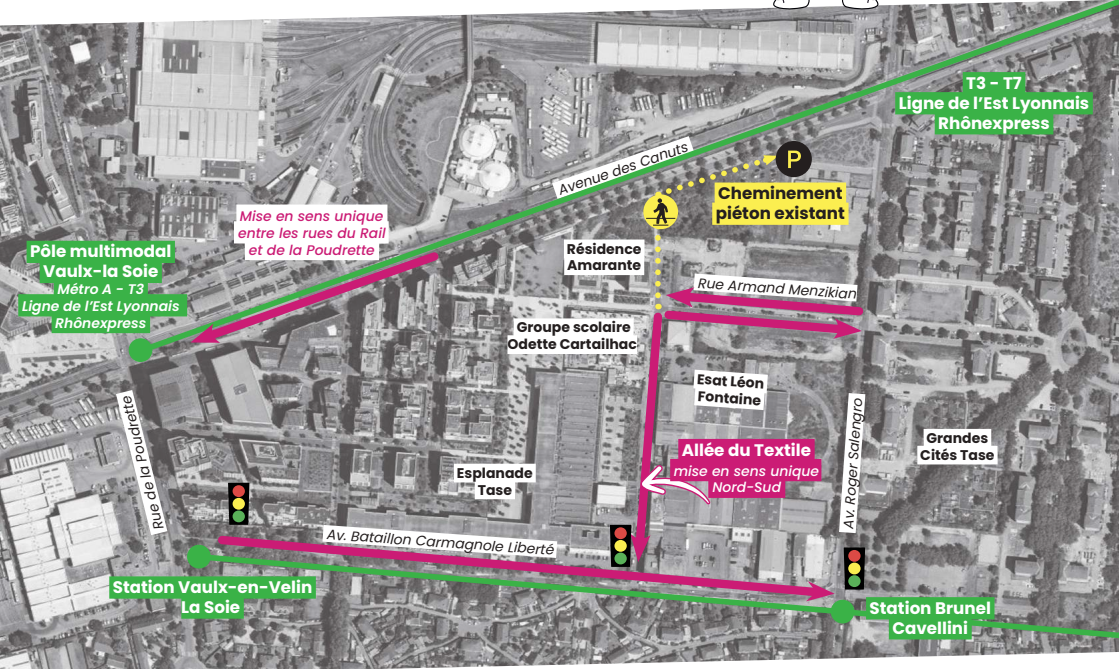 T3 - T7
Ligne de l'Est Lyonnais
Rhônexpress
Avenue des Canuts
P
Cheminement
piéton existant
Mise en sens unique
entre les rues du Rail
et de la Poudrette
Pôle multimodal
Vaulx-la Soie
Métro A - T3
Ligne de l'Est Lyonnais
Rhônexpress
Résidence
Amarante
Rue Armand Menzikian
Groupe scolaire
Odette Cartailhac
Esat Léon
Fontaine
Rue de la Poudrette
Av. Roger Salengro
Grandes
Cités Tase
Allée du Textile
mise en sens unique
Nord-Sud
Esplanade
Tase
Av. Bataillon Carmagnole Liberté
Station Vaulx-en-Velin
La Soie
Station Brunel
Cavellini